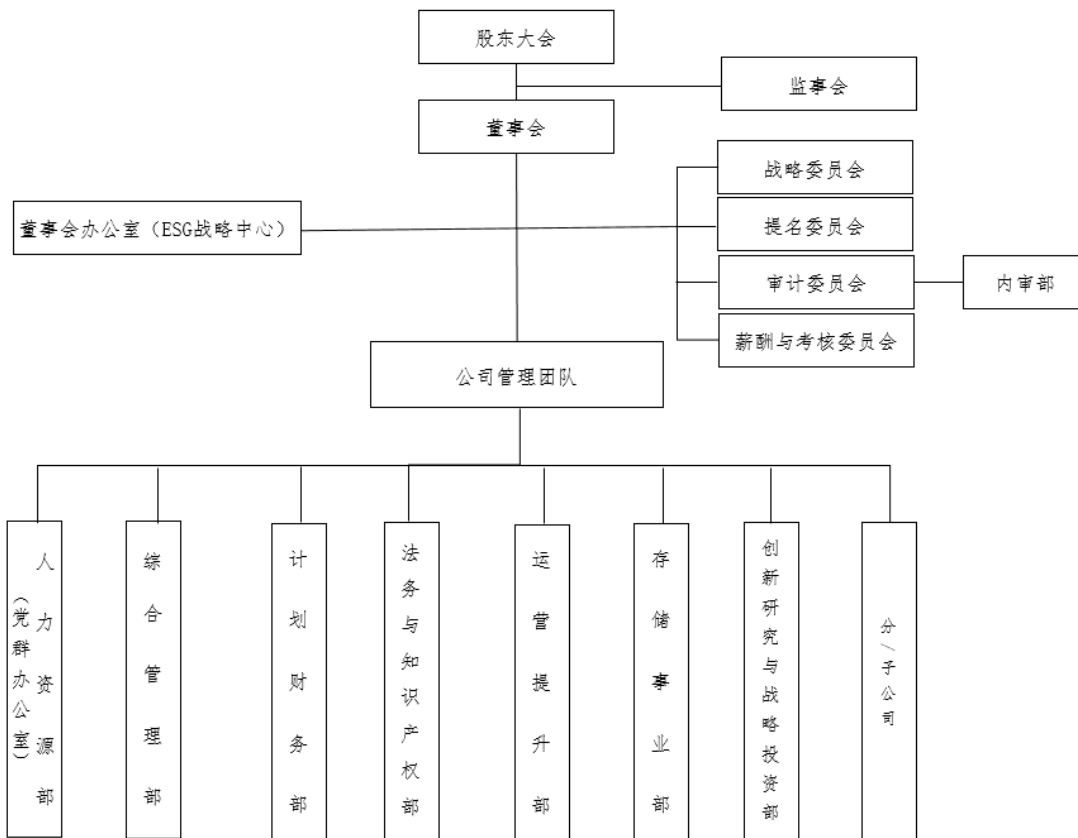 股东大会
监事会
董事会
战略委员会
董事会办公室（ESG战略中心）
提名委员会
审计委员会
内审部
薪酬与考核委员会
公司管理团队
人力资源部
（党群办公室）
综合管理部
计划财务部
法务与知识产权部
运营提升部
存储事业部
创新研究与战略投资部
分/子公司